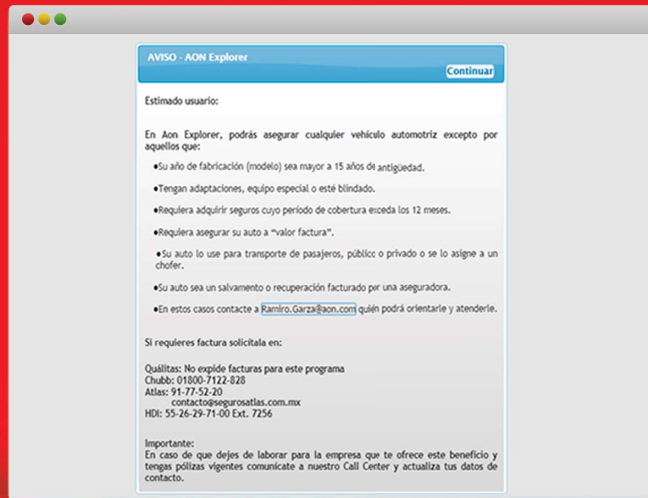 AVISO - AON Explorer
Continuar
Estimado usuario:
En Aon Explorer, podrás asegurar cualquier vehículo automotriz excepto por
aquellos que:
•Su año de fabricación (modelo) sea mayor a 15 años de antigüedad.
•Tengan adaptaciones, equipo especial o esté blindado.
•Requiera adquirir seguros cuyo período de cobertura exceda los 12 meses.
•Requiera asegurar su auto a “valor factura”.
•Su auto lo use para transporte de pasajeros, público o privado o se lo asigne a un
chofer.
•Su auto sea un salvamento o recuperación facturado por una aseguradora.
•En estos casos contacte a Ramiro.Garza@aon.com quién podrá orientarle y atenderle.
Si requieres factura solicítala en:
Quálitas: No expide facturas para este programa
Chubb: 01800-7122-828
Atlas: 91-77-52-20
contacto@segurosatlas.com.mx
HDI: 55-26-29-71-00 Ext. 7256
Importante:
En caso de que dejes de laborar para la empresa que te ofrece este beneficio y
tengas pólizas vigentes comunícate a nuestro Call Center y actualiza tus datos de
contacto.